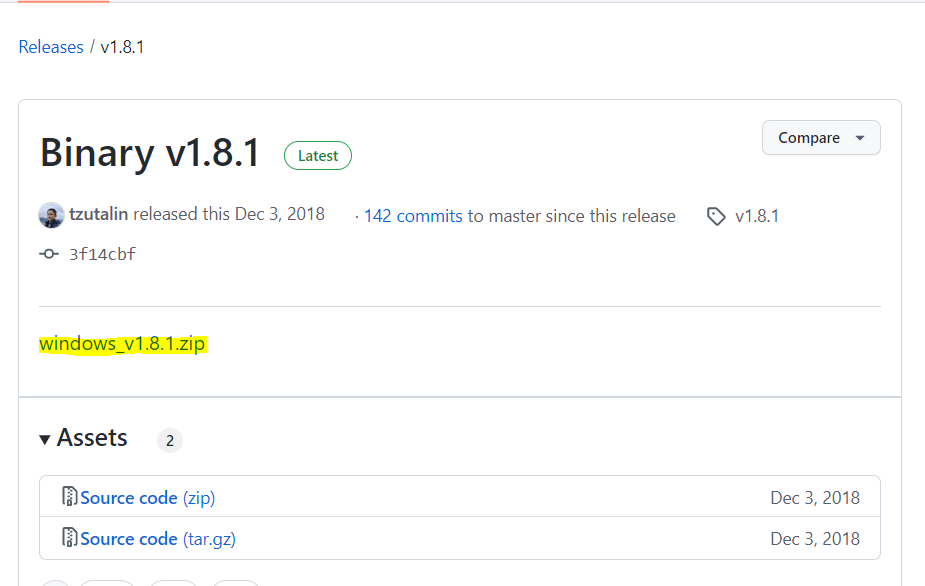 Releases / v1.8.1
Binary v1.8.1 Latest Compare
tzutalin released this Dec 3, 2018 · 142 commits to master since this release v1.8.1
3f14cbf
windows_v1.8.1.zip
Assets 2
Source code (zip) Dec 3, 2018
Source code (tar.gz) Dec 3, 2018